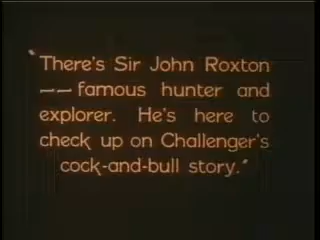 "There's Sir John Roxton
--famous hunter and
explorer. He's here to
check up on Challenger's
cock-and-bull story."